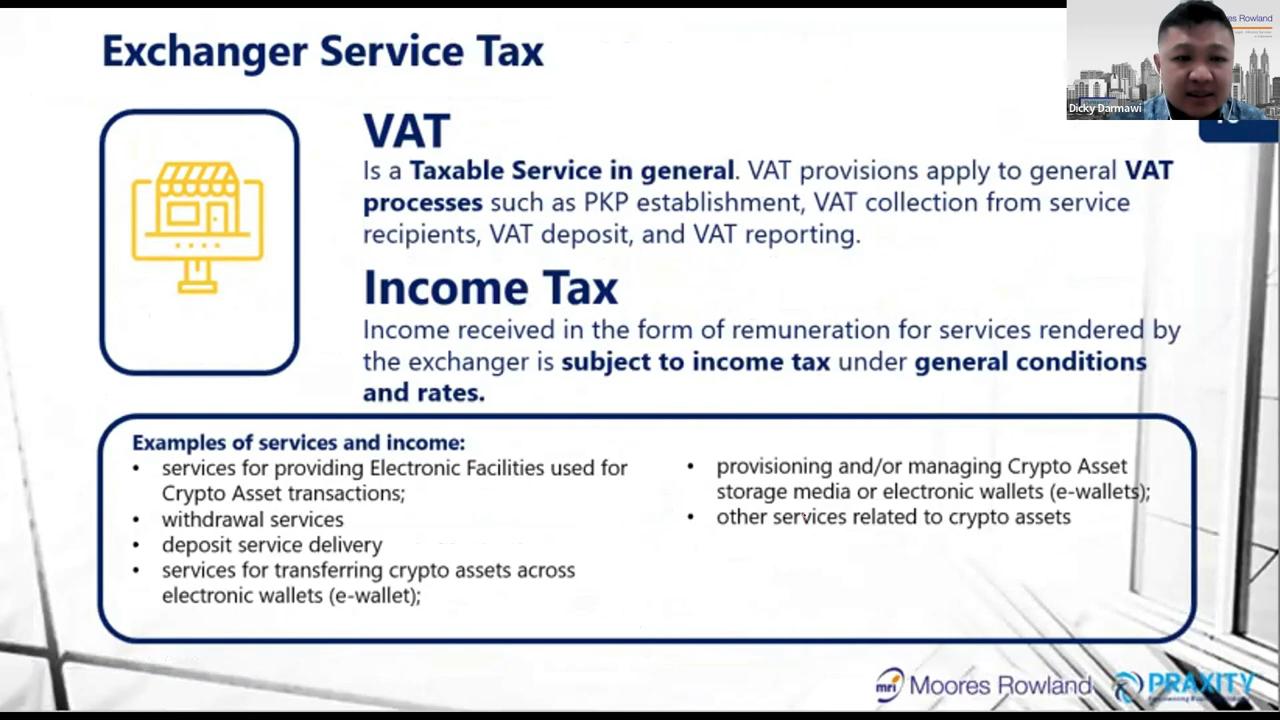 Exchanger Service Tax
VAT
Is a Taxable Service in general. VAT provisions apply to general VAT
processes such as PKP establishment, VAT collection from service
recipients, VAT deposit, and VAT reporting.
Income Tax
Income received in the form of remuneration for services rendered by
the exchanger is subject to income tax under general conditions
and rates.
Examples of services and income:
• services for providing Electronic Facilities used for
Crypto Asset transactions;
• withdrawal services
• deposit service delivery
• services for transferring crypto assets across
electronic wallets (e-wallet);
• provisioning and/or managing Crypto Asset
storage media or electronic wallets (e-wallets);
• other services related to crypto assets
Rowland
Dicky Darmawi
mri Moores Rowland
PRAXITY